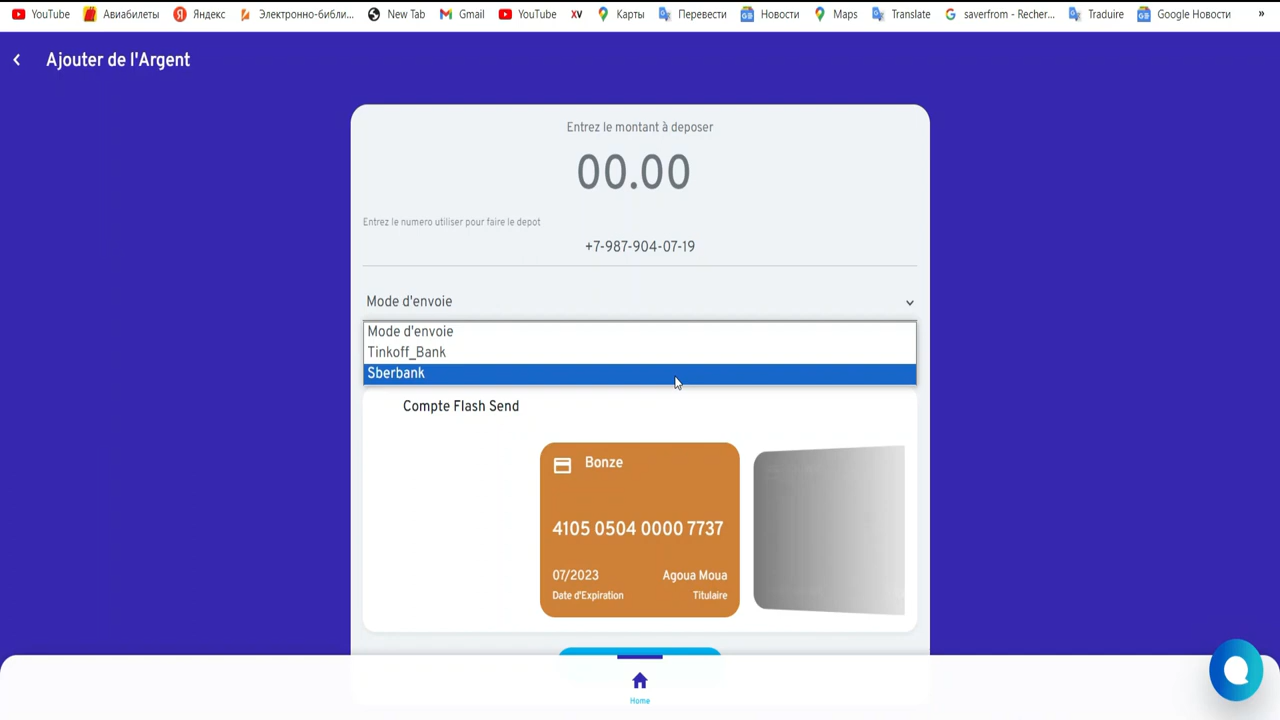 YouTube Авиабилеты Яндекс Электронно-библи... New Tab Gmail YouTube XV Карты Перевести Новости Maps Translate saverfrom - Recher... Traduire Google Новости »
Ajouter de l'Argent
Entrez le montant à deposer
00.00
Entrez le numero utiliser pour faire le depot
+7-987-904-07-19
Mode d'envoie
Mode d'envoie
Tinkoff_Bank
Sberbank
Compte Flash Send
Bonze
4105 0504 0000 7737
07/2023 Agoua Moua
Date d'Expiration Titulaire
Home